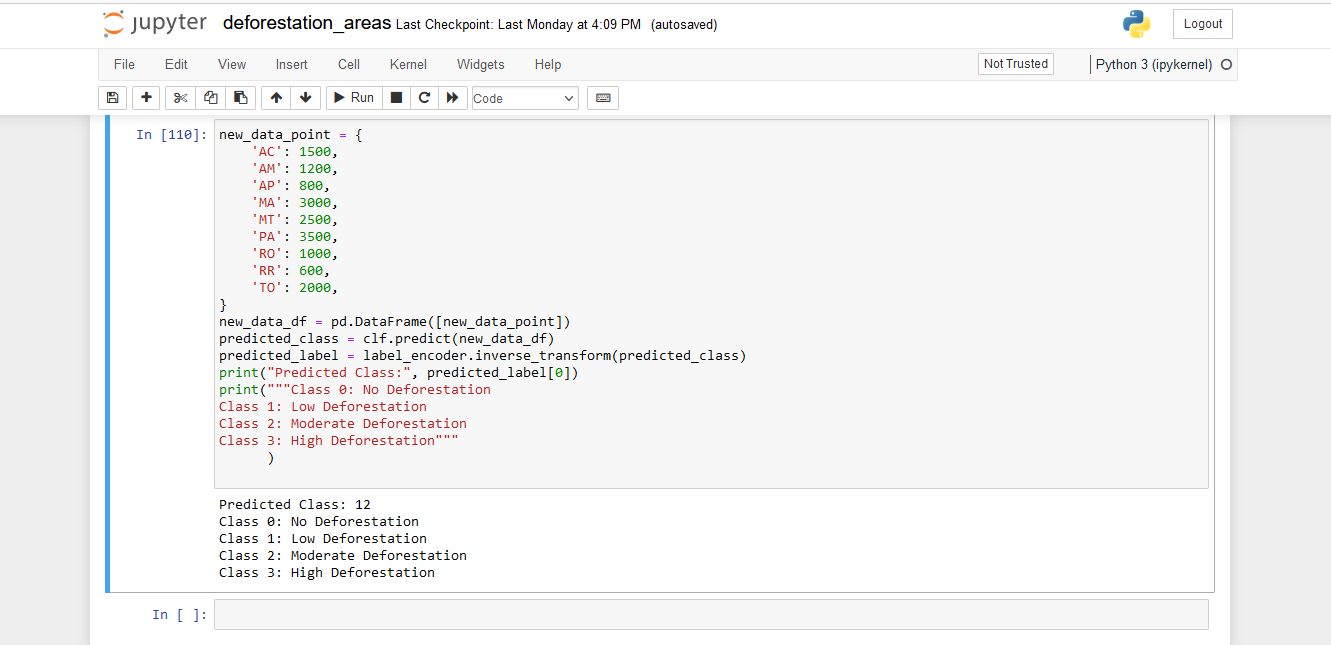 jupyter deforestation_areas Last Checkpoint: Last Monday at 4:09 PM (autosaved)
Logout
File Edit View Insert Cell Kernel Widgets Help
Not Trusted
Python 3 (ipykernel)
Run
Code
In [110]:
new_data_point = {
    'AC': 1500,
    'AM': 1200,
    'AP': 800,
    'MA': 3000,
    'MT': 2500,
    'PA': 3500,
    'RO': 1000,
    'RR': 600,
    'TO': 2000,
}
new_data_df = pd.DataFrame([new_data_point])
predicted_class = clf.predict(new_data_df)
predicted_label = label_encoder.inverse_transform(predicted_class)
print("Predicted Class:", predicted_label[0])
print("""Class 0: No Deforestation
Class 1: Low Deforestation
Class 2: Moderate Deforestation
Class 3: High Deforestation"""
      )
Predicted Class: 12
Class 0: No Deforestation
Class 1: Low Deforestation
Class 2: Moderate Deforestation
Class 3: High Deforestation
In [ ]: